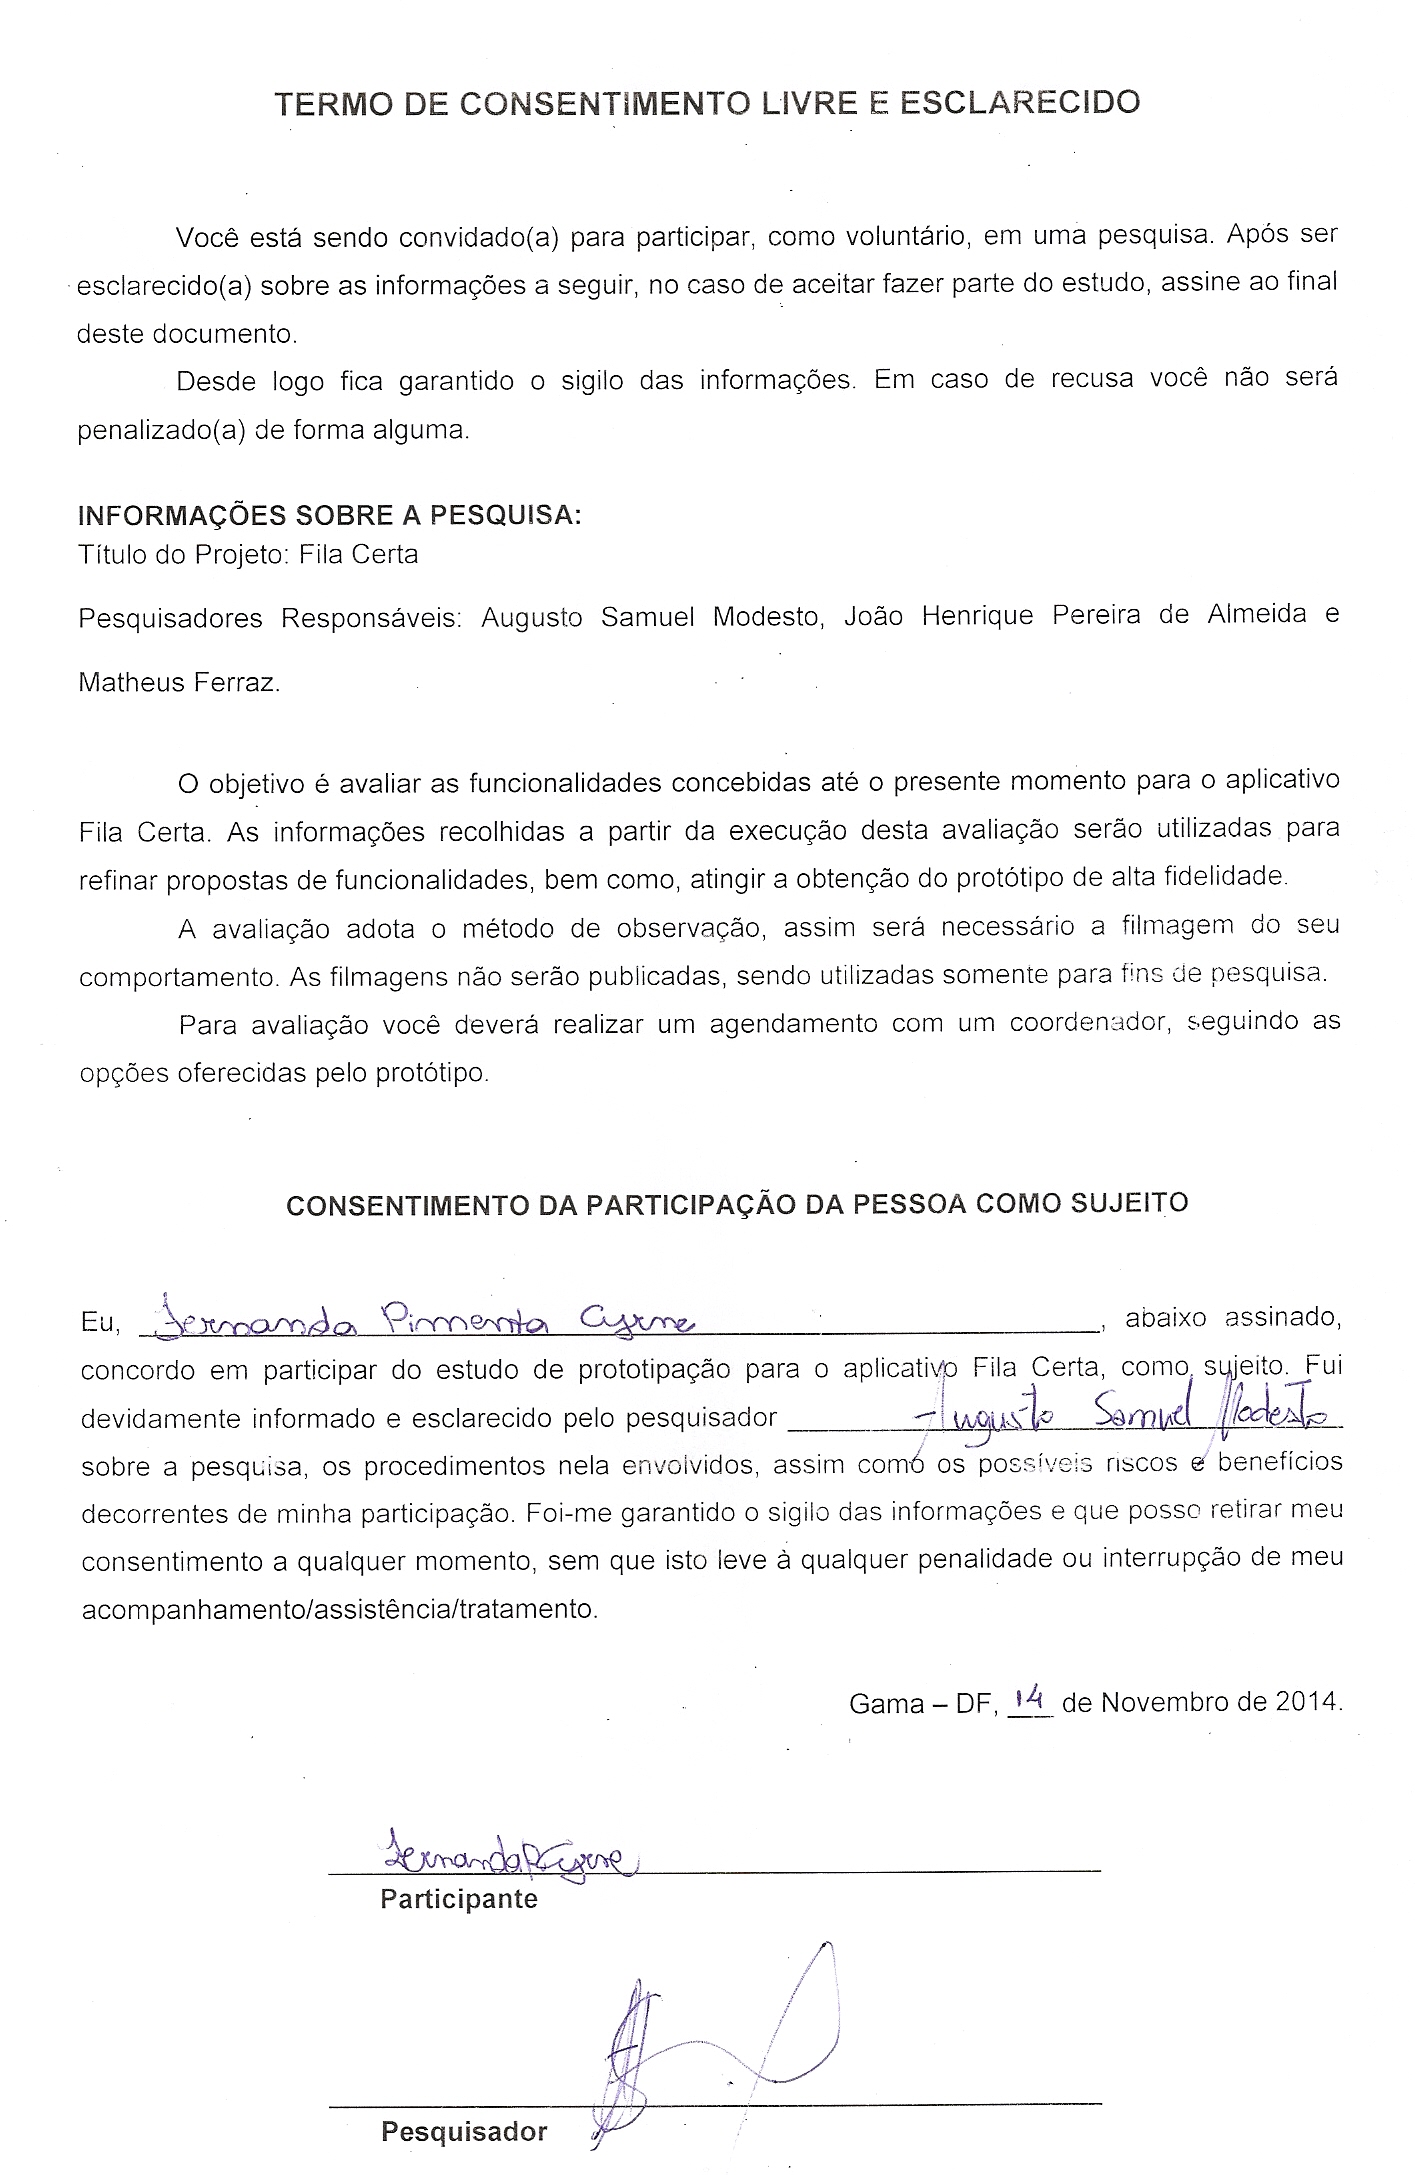 TERMO DE CONSENTIMENTO LIVRE E ESCLARECIDO
Você está sendo convidado(a) para participar, como voluntário, em uma pesquisa. Após ser
esclarecido(a) sobre as informações a seguir, no caso de aceitar fazer parte do estudo, assine ao final
deste documento.
Desde logo fica garantido o sigilo das informações. Em caso de recusa você não será
penalizado(a) de forma alguma.
INFORMAÇÕES SOBRE A PESQUISA:
Título do Projeto: Fila Certa
Pesquisadores Responsáveis: Augusto Samuel Modesto, João Henrique Pereira de Almeida e
Matheus Ferraz.
O objetivo é avaliar as funcionalidades concebidas até o presente momento para o aplicativo
Fila Certa. As informações recolhidas a partir da execução desta avaliação serão utilizadas para
refinar propostas de funcionalidades, bem como, atingir a obtenção do protótipo de alta fidelidade.
A avaliação adota o método de observação, assim será necessário a filmagem do seu
comportamento. As filmagens não serão publicadas, sendo utilizadas somente para fins de pesquisa.
Para avaliação você deverá realizar um agendamento com um coordenador, seguindo as
opções oferecidas pelo protótipo.
CONSENTIMENTO DA PARTICIPAÇÃO DA PESSOA COMO SUJEITO
Eu, Fernanda Pimenta Cyrne, abaixo assinado,
concordo em participar do estudo de prototipação para o aplicativo Fila Certa, como sujeito. Fui
devidamente informado e esclarecido pelo pesquisador Augusto Samuel Modesto
sobre a pesquisa, os procedimentos nela envolvidos, assim como os possíveis riscos e benefícios
decorrentes de minha participação. Foi-me garantido o sigilo das informações e que posso retirar meu
consentimento a qualquer momento, sem que isto leve à qualquer penalidade ou interrupção de meu
acompanhamento/assistência/tratamento.
Gama – DF, 14 de Novembro de 2014.
Fernanda P Cyrne
Participante
Pesquisador